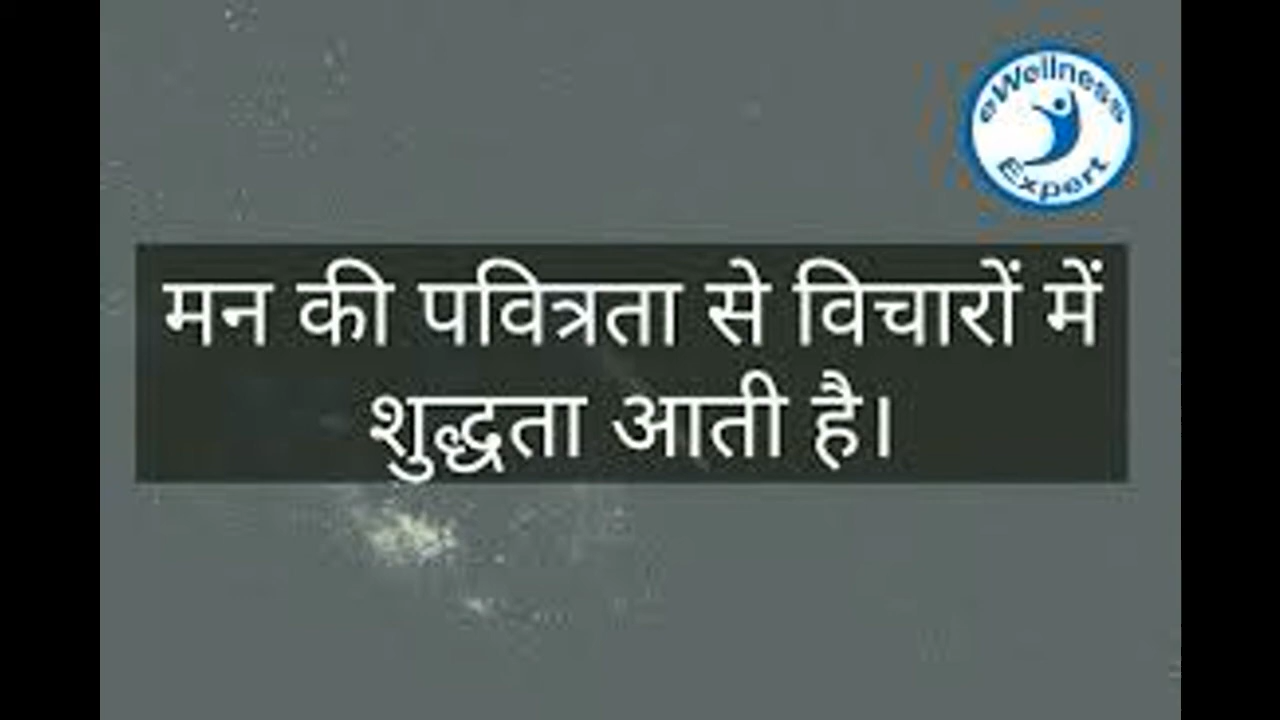 eWellness
Expert
मन की पवित्रता से विचारों में
शुद्धता आती है।